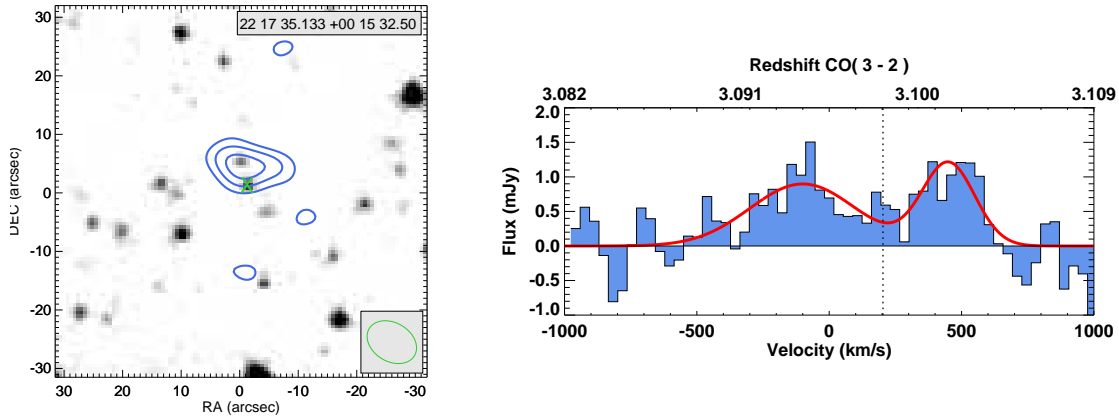 22 17 35.133 +00 15 32.50
30
20
10
0
-10
-20
-30
DEC (arcsec)
30 20 10 0 -10 -20 -30
RA (arcsec)
Redshift CO( 3 - 2 )
3.082 3.091 3.100 3.109
2.0
1.5
1.0
0.5
0.0
-0.5
-1.0
Flux (mJy)
-1000 -500 0 500 1000
Velocity (km/s)